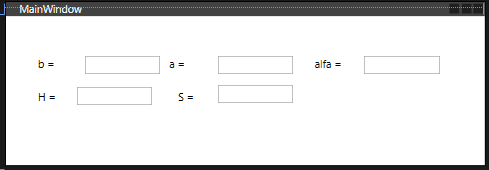 MainWindow
b = a = alfa =
H = S =